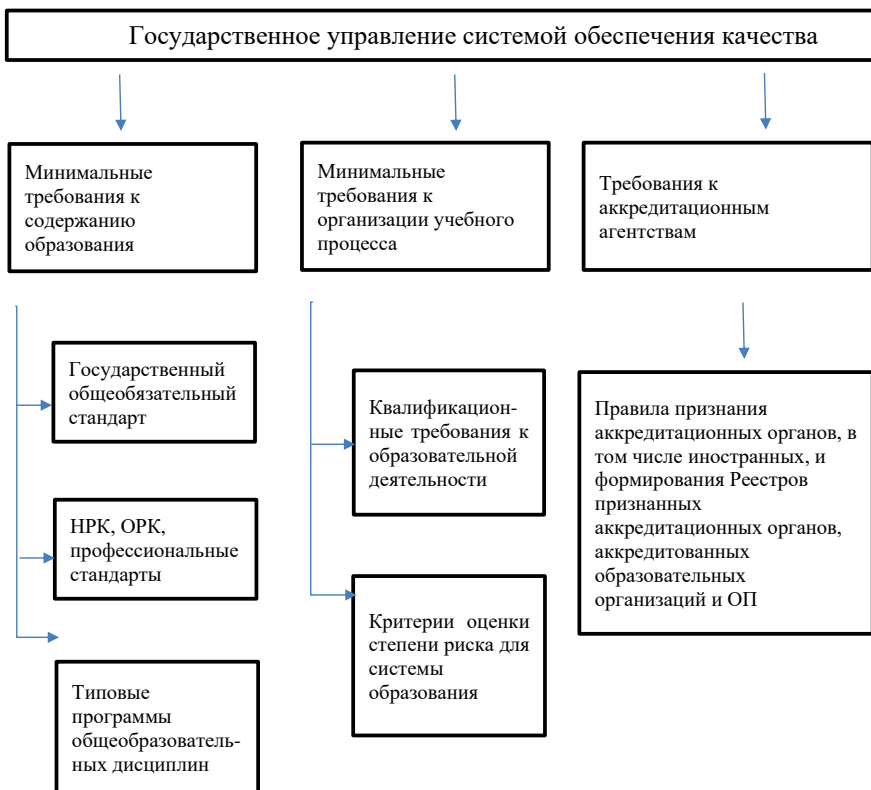 Государственное управление системой обеспечения качества
Минимальные
требования к
содержанию
образования
Минимальные
требования к
организации учебного
процесса
Требования к
аккредитационным
агентствам
Государственный
общеобязательный
стандарт
НРК, ОРК,
профессиональные
стандарты
Типовые
программы
общеобразователь-
ных дисциплин
Квалификацион-
ные требования к
образовательной
деятельности
Критерии оценки
степени риска для
системы
образования
Правила признания
аккредитационных органов, в
том числе иностранных, и
формирования Реестров
признанных
аккредитационных органов,
аккредитованных
образовательных
организаций и ОП